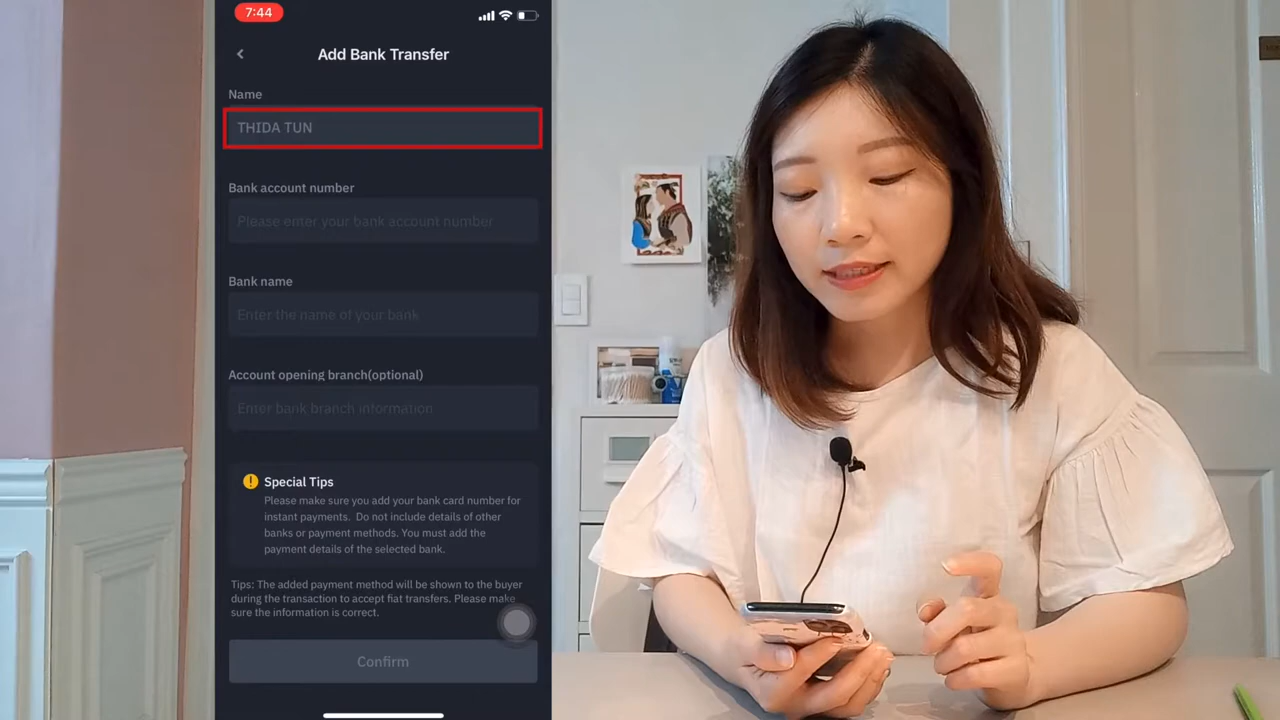 7:44
Add Bank Transfer
Name
THIDA TUN
Bank account number
Please enter your bank account number
Bank name
Enter the name of your bank
Account opening branch(optional)
Enter bank branch information
Special Tips
Please make sure you add your bank card number for
instant payments. Do not include details of other
banks or payment methods. You must add the
payment details of the selected bank.
Tips: The added payment method will be shown to the buyer
during the transaction to accept fiat transfers. Please make
sure the information is correct.
Confirm